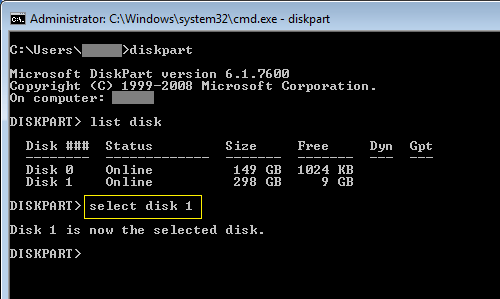 Administrator: C:\Windows\system32\cmd.exe - diskpart
C:\Users\ >diskpart
Microsoft DiskPart version 6.1.7600
Copyright (C) 1999-2008 Microsoft Corporation.
On computer:
DISKPART> list disk
Disk ### Status Size Free Dyn Gpt
-------- ------------- ------- ------- --- ---
Disk 0 Online 149 GB 1024 KB
Disk 1 Online 298 GB 9 GB
DISKPART> select disk 1
Disk 1 is now the selected disk.
DISKPART>